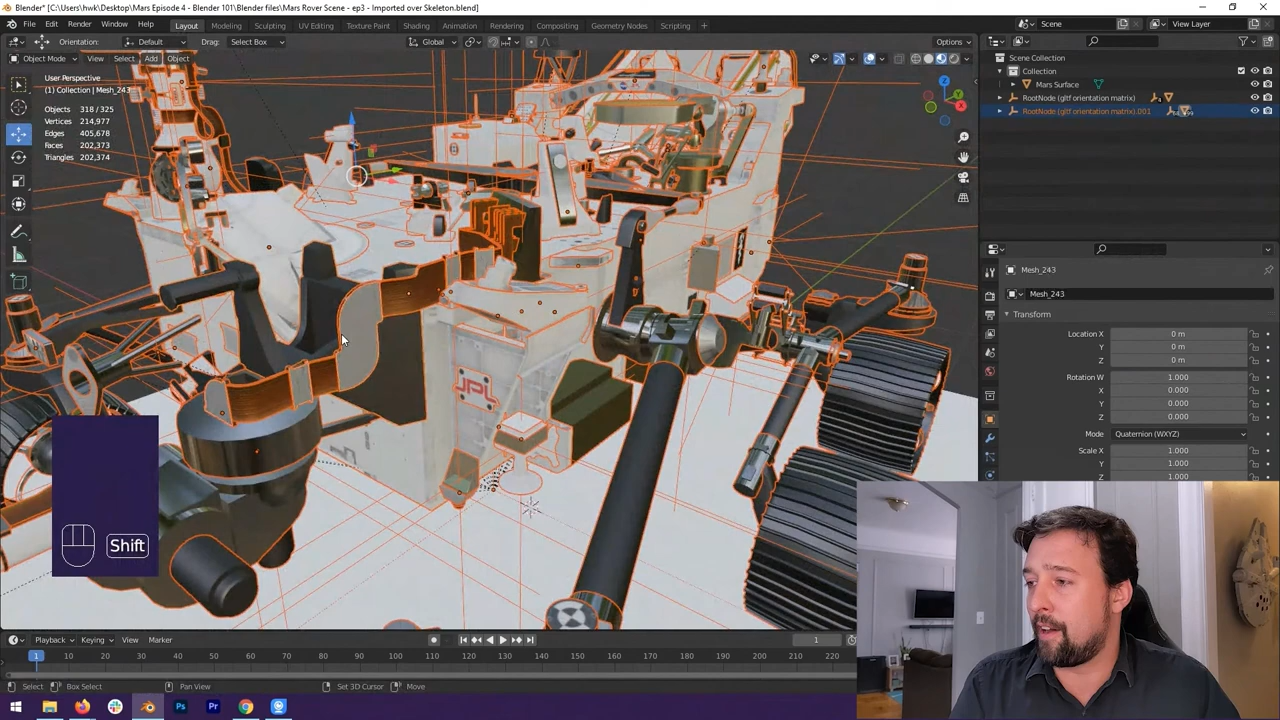 Blender* [C:\Users\hwk\Desktop\Mars Episode 4 - Blender 101\Blender files\Mars Rover Scene - ep3 - Imported over Skeleton.blend]
File Edit Render Window Help Layout Modeling Sculpting UV Editing Texture Paint Shading Animation Rendering Compositing Geometry Nodes Scripting Scene View Layer
Orientation: Default Drag: Select Box Global Options
Object Mode View Select Add Object
User Perspective
(1) Collection | Mesh_243
Objects 318 / 325
Vertices 214,977
Edges 405,678
Faces 202,373
Triangles 202,374
Z
Y
X
Scene Collection
Collection
Mars Surface
RootNode (gltf orientation matrix)
RootNode (gltf orientation matrix).001
Mesh_243
Mesh_243
Transform
Location X 0 m
Y 0 m
Z 0 m
Rotation W 1.000
X 0.000
Y 0.000
Z 0.000
Mode Quaternion (WXYZ)
Scale X 1.000
Y 1.000
Z 1.000
JPL
Shift
Playback Keying View Marker 1
1 10 20 30 40 50 60 70 80 90 100 110 120 130 140 150 160 170 180 190 200 210 220
Select Box Select Pan View Set 3D Cursor Move
Ps Pr